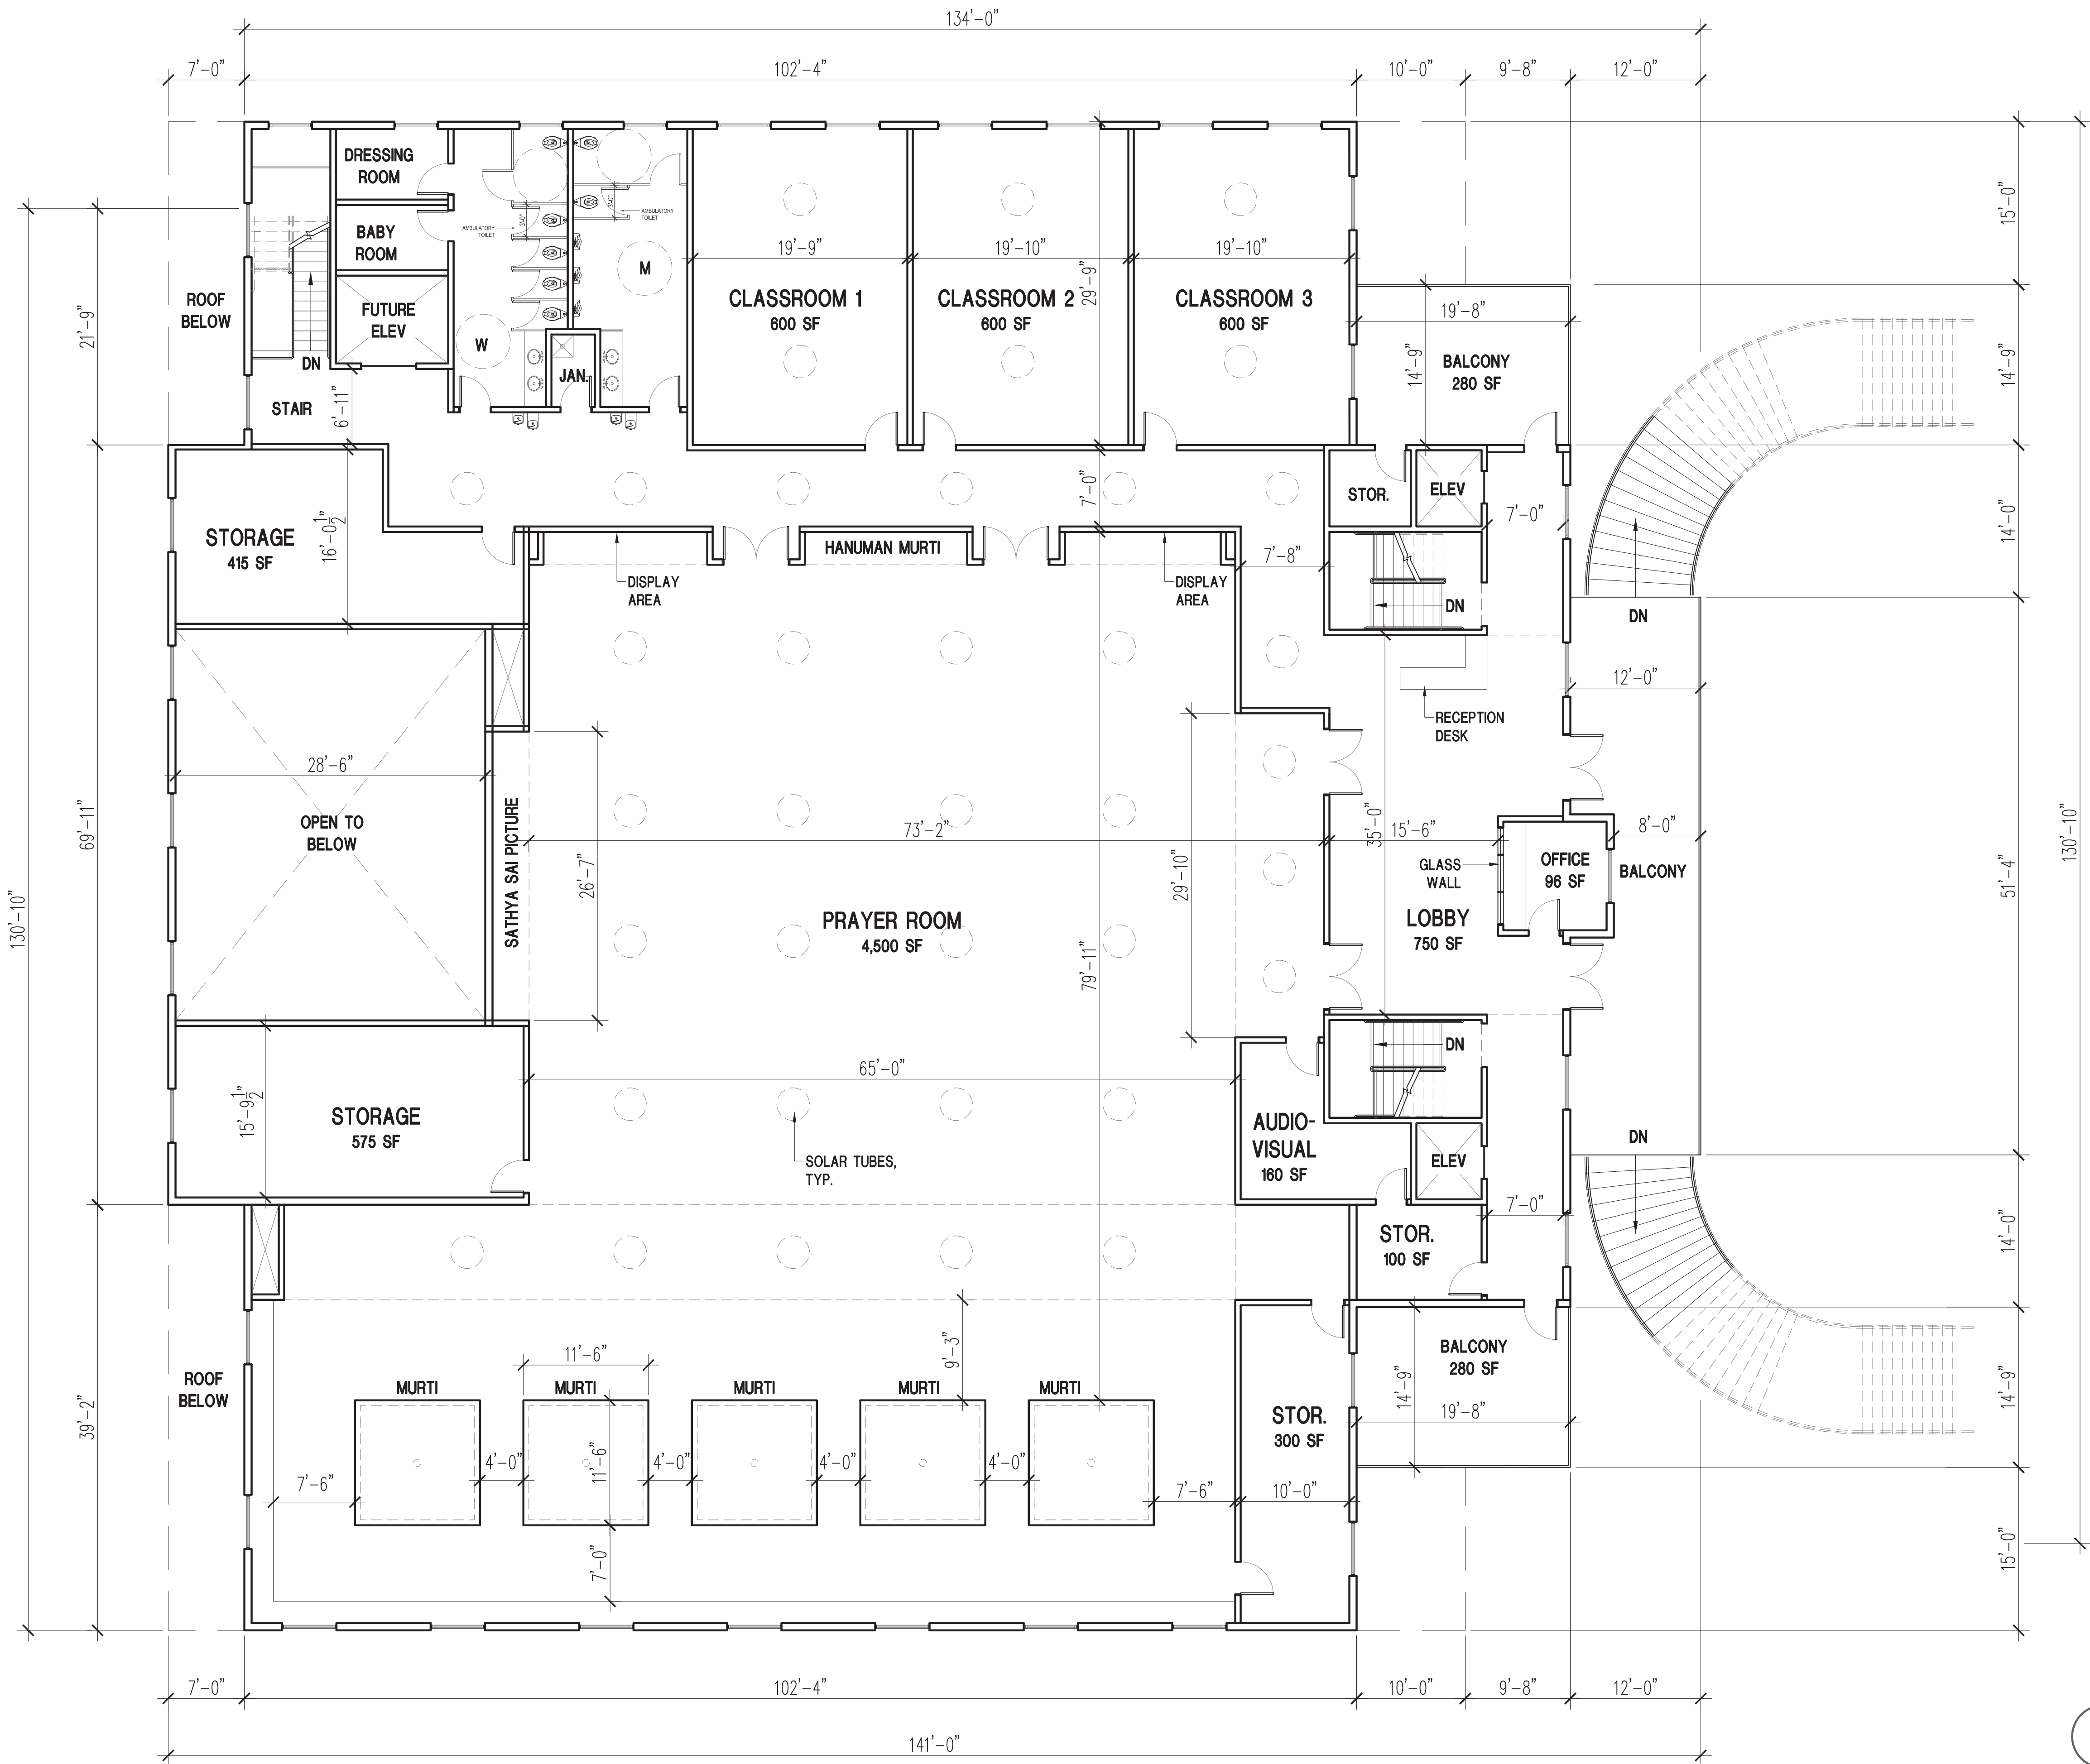 134'-0"
7'-0"
102'-4"
10'-0"
9'-8"
12'-0"
DRESSING
ROOM
BABY
ROOM
FUTURE
ELEV
ROOF
BELOW
21'-9"
DN
STAIR
6'-11"
AMBULATORY
TOILET
3'-0"
W
AMBULATORY
TOILET
3'-0"
M
JAN.
19'-9"
CLASSROOM 1
600 SF
19'-10"
CLASSROOM 2
600 SF
29'-9"
19'-10"
CLASSROOM 3
600 SF
19'-8"
14'-9"
BALCONY
280 SF
15'-0"
14'-9"
14'-0"
STORAGE
415 SF
16'-0 1/2"
7'-0"
STOR.
ELEV
7'-0"
HANUMAN MURTI
DISPLAY
AREA
DISPLAY
AREA
7'-8"
DN
DN
12'-0"
RECEPTION
DESK
69'-11"
130'-10"
28'-6"
OPEN TO
BELOW
SATHYA SAI PICTURE
26'-7"
73'-2"
PRAYER ROOM
4,500 SF
79'-11"
29'-10"
35'-0"
15'-6"
GLASS
WALL
OFFICE
96 SF
8'-0"
BALCONY
LOBBY
750 SF
51'-4"
130'-10"
65'-0"
15'-9 1/2"
STORAGE
575 SF
SOLAR TUBES,
TYP.
DN
AUDIO-
VISUAL
160 SF
ELEV
DN
7'-0"
STOR.
100 SF
14'-0"
ROOF
BELOW
39'-2"
9'-3"
11'-6"
MURTI
MURTI
MURTI
MURTI
MURTI
7'-6"
4'-0"
11'-6"
4'-0"
4'-0"
4'-0"
7'-6"
7'-0"
STOR.
300 SF
10'-0"
BALCONY
280 SF
14'-9"
19'-8"
14'-9"
15'-0"
7'-0"
102'-4"
10'-0"
9'-8"
12'-0"
141'-0"